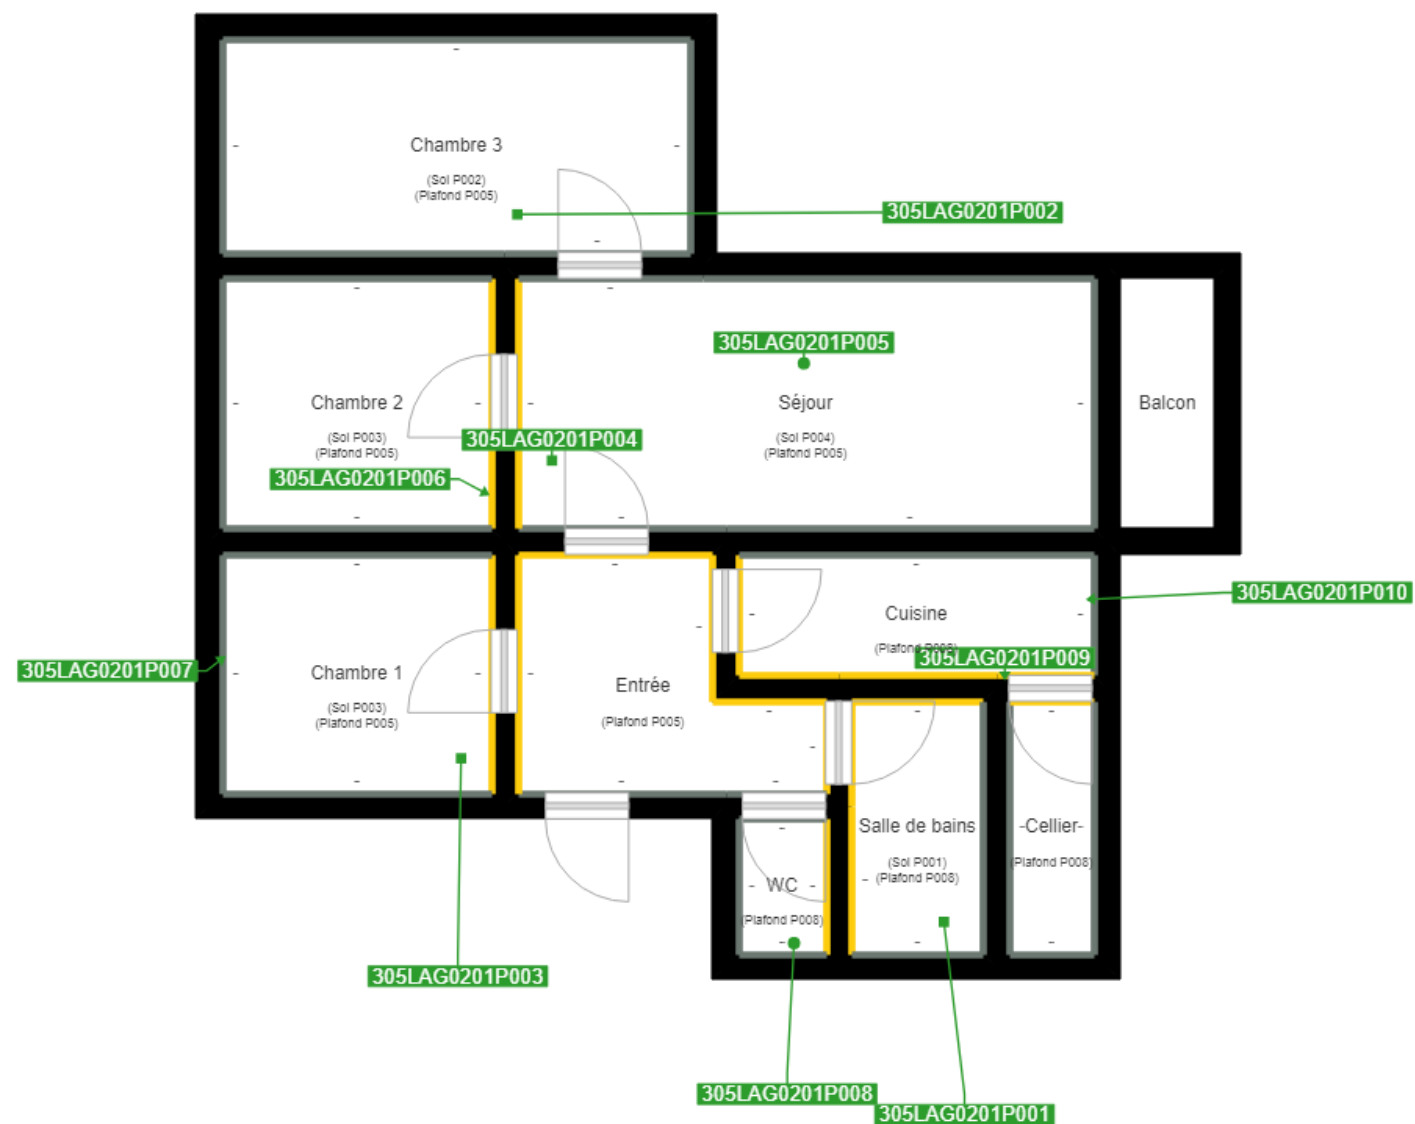 Chambre 3
(Sol P002)
(Plafond P005)
305LAG0201P002
305LAG0201P005
Chambre 2
(Sol P003)
(Plafond P005)
Séjour
(Sol P004)
(Plafond P005)
Balcon
305LAG0201P004
305LAG0201P006
305LAG0201P010
Cuisine
(Plafond P008)
305LAG0201P009
305LAG0201P007
Chambre 1
(Sol P003)
(Plafond P005)
Entrée
(Plafond P005)
Salle de bains
(Sol P001)
(Plafond P008)
Cellier
(Plafond P008)
WC
(Plafond P008)
305LAG0201P003
305LAG0201P008
305LAG0201P001